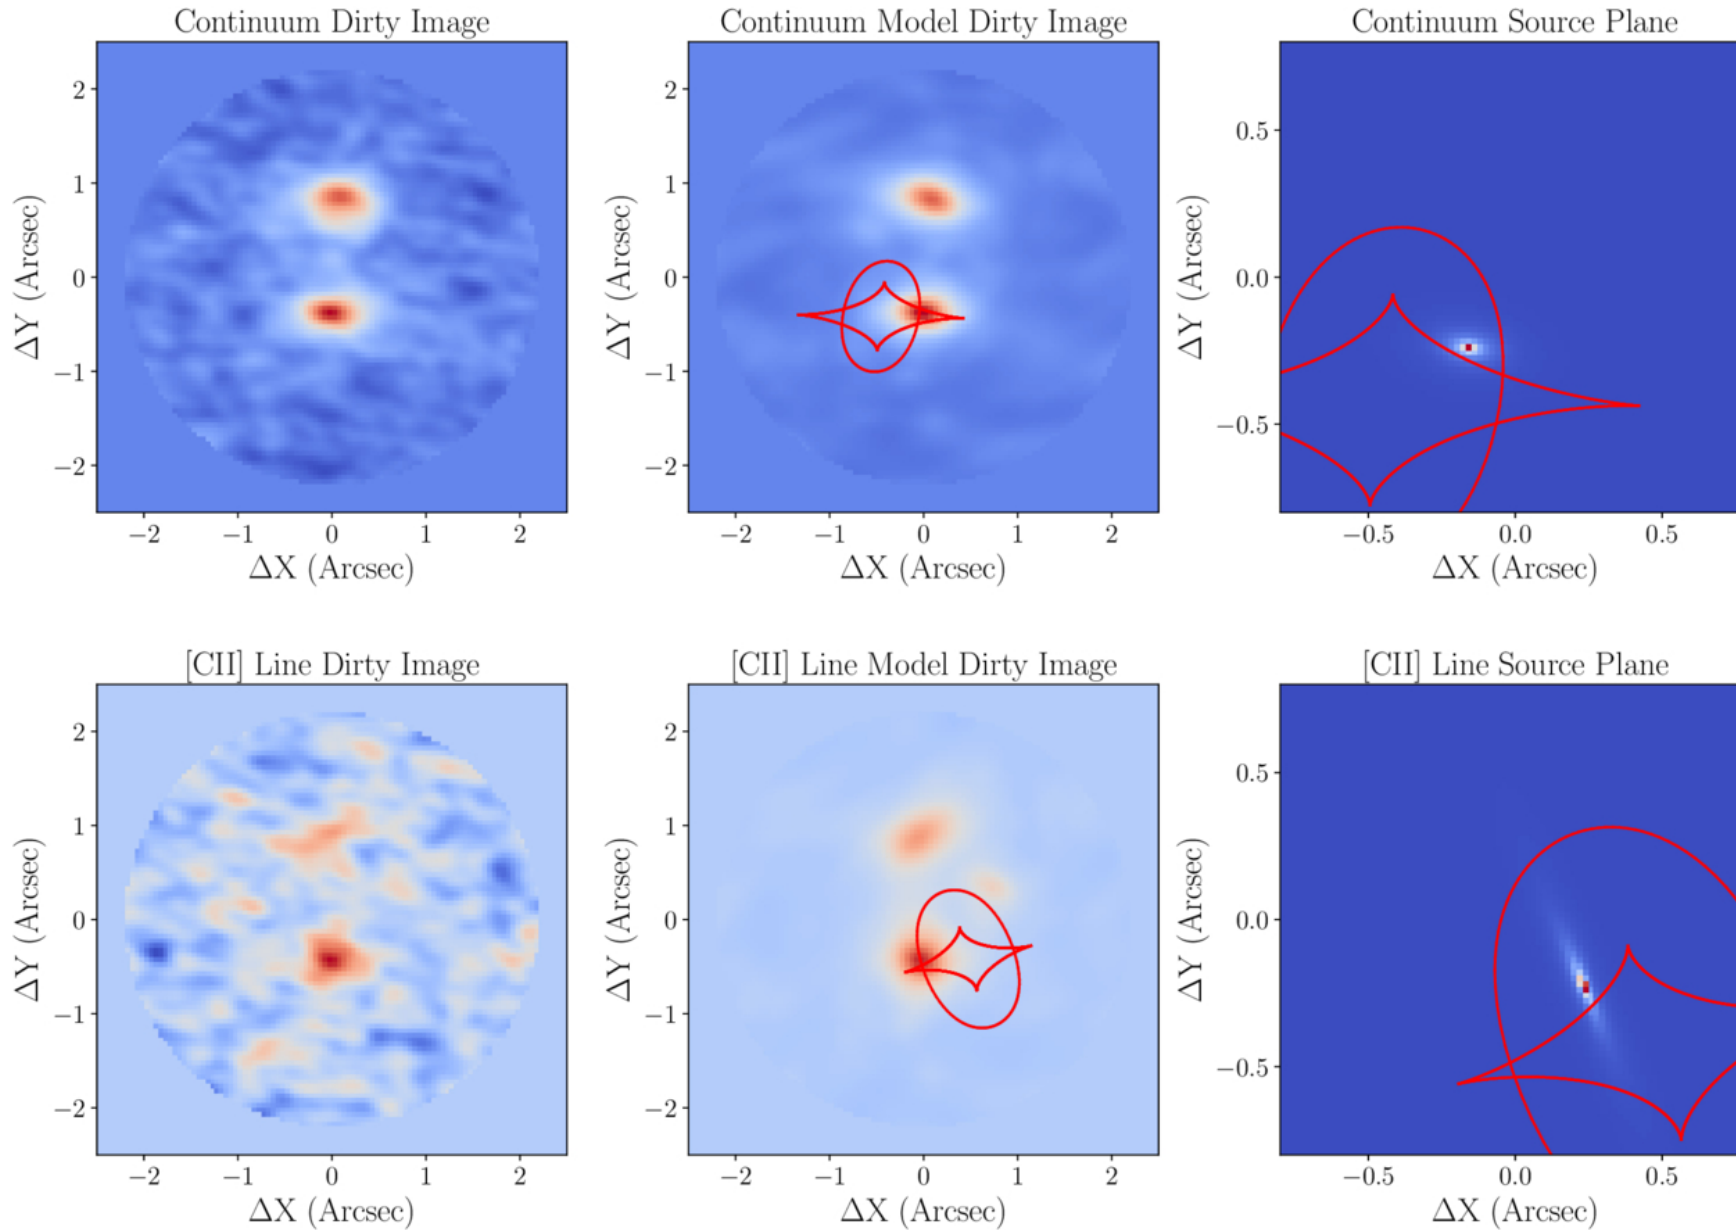 Continuum Dirty Image
Continuum Model Dirty Image
Continuum Source Plane
2
1
0
−1
−2
ΔY (Arcsec)
−2
−1
0
1
2
ΔX (Arcsec)
2
1
0
−1
−2
ΔY (Arcsec)
−2
−1
0
1
2
ΔX (Arcsec)
0.5
0.0
−0.5
ΔY (Arcsec)
−0.5
0.0
0.5
ΔX (Arcsec)
[CII] Line Dirty Image
[CII] Line Model Dirty Image
[CII] Line Source Plane
2
1
0
−1
−2
ΔY (Arcsec)
−2
−1
0
1
2
ΔX (Arcsec)
2
1
0
−1
−2
ΔY (Arcsec)
−2
−1
0
1
2
ΔX (Arcsec)
0.5
0.0
−0.5
ΔY (Arcsec)
−0.5
0.0
0.5
ΔX (Arcsec)